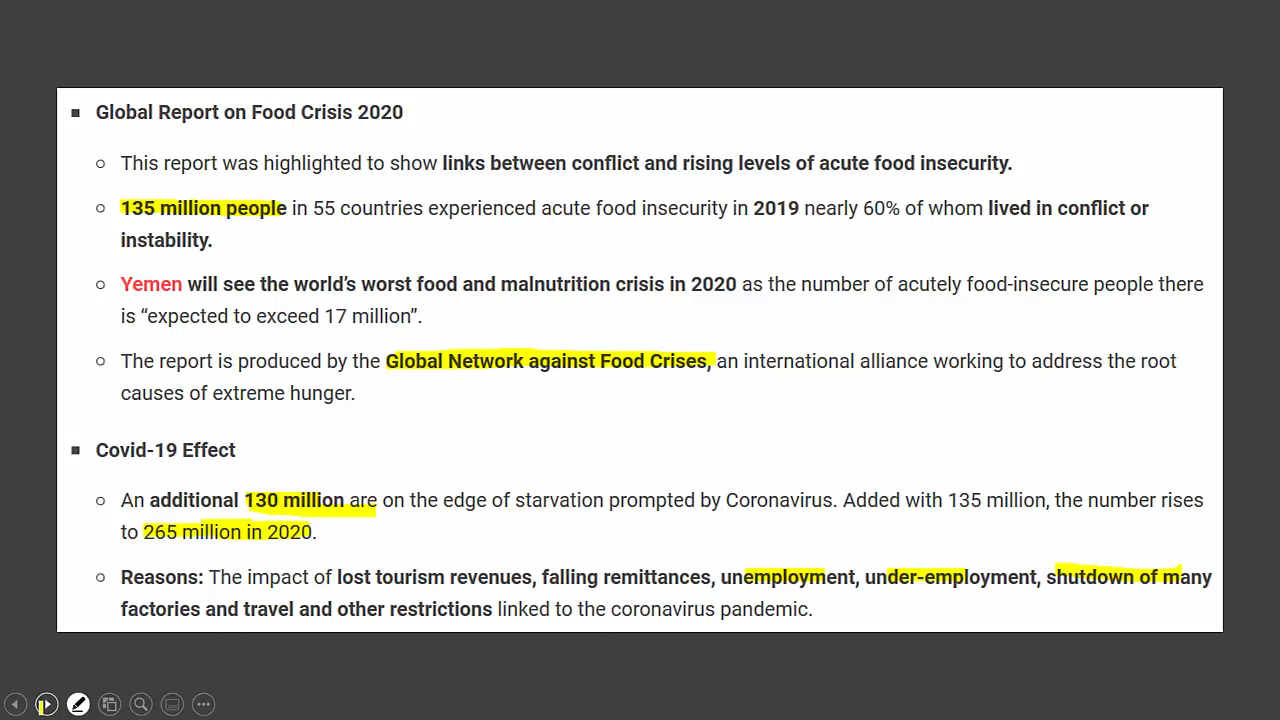 Global Report on Food Crisis 2020
This report was highlighted to show links between conflict and rising levels of acute food insecurity.
135 million people in 55 countries experienced acute food insecurity in 2019 nearly 60% of whom lived in conflict or
instability.
Yemen will see the world’s worst food and malnutrition crisis in 2020 as the number of acutely food-insecure people there
is “expected to exceed 17 million”.
The report is produced by the Global Network against Food Crises, an international alliance working to address the root
causes of extreme hunger.
Covid-19 Effect
An additional 130 million are on the edge of starvation prompted by Coronavirus. Added with 135 million, the number rises
to 265 million in 2020.
Reasons: The impact of lost tourism revenues, falling remittances, unemployment, under-employment, shutdown of many
factories and travel and other restrictions linked to the coronavirus pandemic.